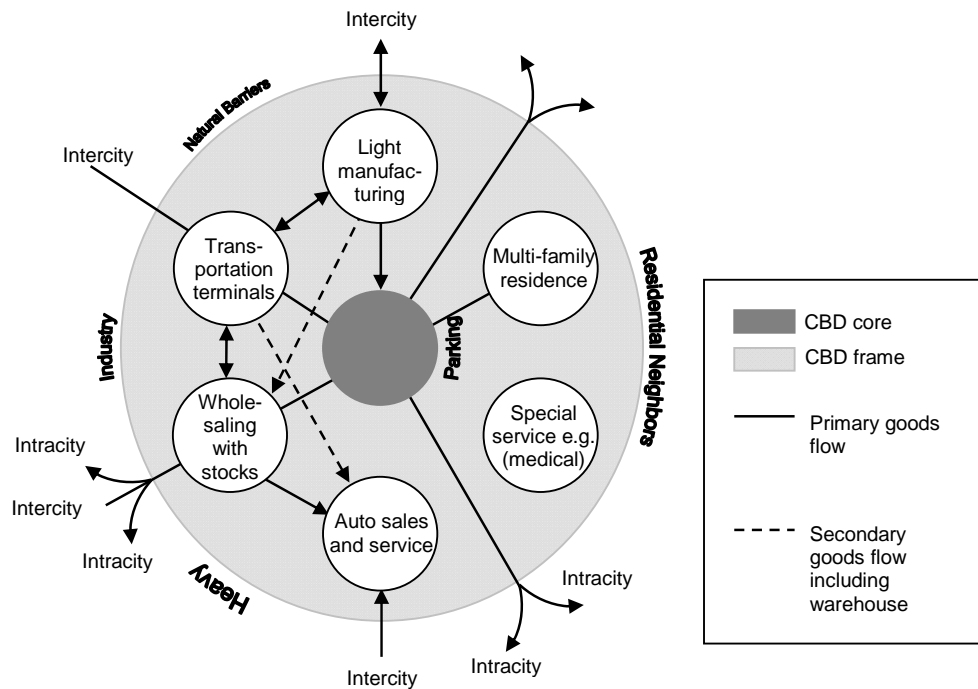 Intercity
Natural Barriers
Intercity
Light
manufac-
turing
Trans-
portation
terminals
Multi-family
residence
Residential Neighbors
Parking
Industry
Whole-
saling
with
stocks
Special
service e.g.
(medical)
Auto sales
and service
Heavy
Intracity
Intercity
Intracity
Intercity
Intracity
Intracity
CBD core
CBD frame
Primary goods
flow
Secondary
goods flow
including
warehouse